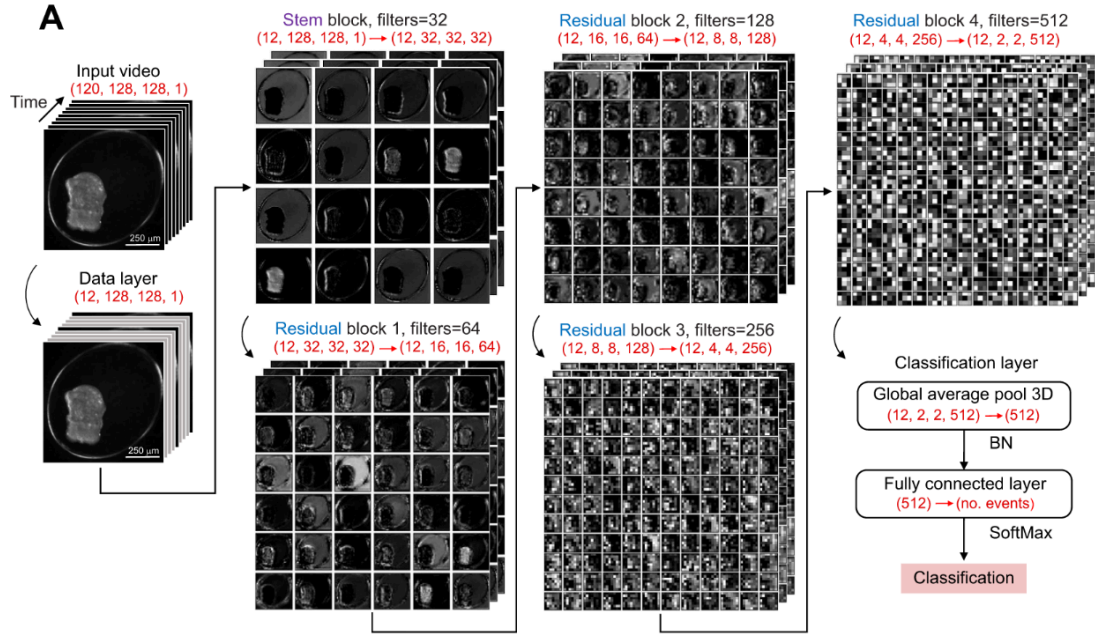 A
Time
Input video
(120, 128, 128, 1)
250 μm
Data layer
(12, 128, 128, 1)
250 μm
Stem block, filters=32
(12, 128, 128, 1) → (12, 32, 32, 32)
Residual block 1, filters=64
(12, 32, 32, 32) → (12, 16, 16, 64)
Residual block 2, filters=128
(12, 16, 16, 64) → (12, 8, 8, 128)
Residual block 3, filters=256
(12, 8, 8, 128) → (12, 4, 4, 256)
Residual block 4, filters=512
(12, 4, 4, 256) → (12, 2, 2, 512)
Classification layer
Global average pool 3D
(12, 2, 2, 512) → (512)
BN
Fully connected layer
(512) → (no. events)
SoftMax
Classification